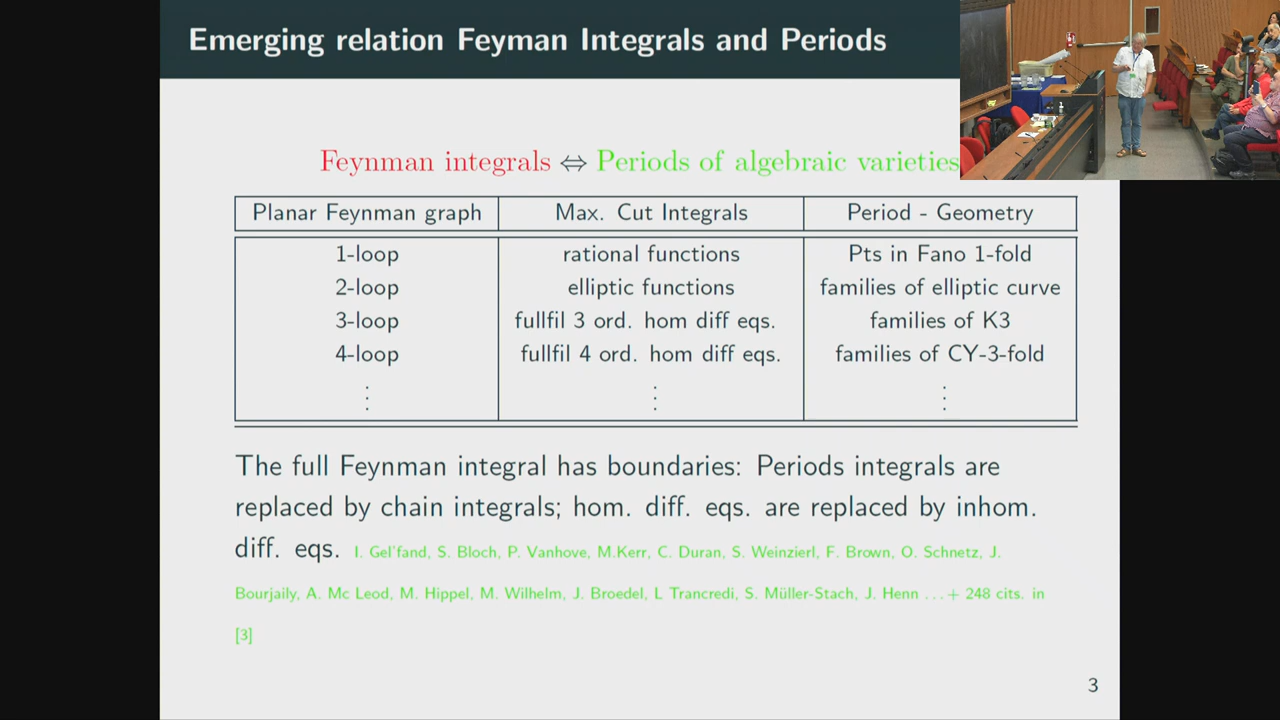 Emerging relation Feyman Integrals and Periods
Feynman integrals ⇔ Periods of algebraic varieties
Planar Feynman graph Max. Cut Integrals Period - Geometry
1-loop rational functions Pts in Fano 1-fold
2-loop elliptic functions families of elliptic curve
3-loop fullfil 3 ord. hom diff eqs. families of K3
4-loop fullfil 4 ord. hom diff eqs. families of CY-3-fold
⋮ ⋮ ⋮
The full Feynman integral has boundaries: Periods integrals are
replaced by chain integrals; hom. diff. eqs. are replaced by inhom.
diff. eqs. I. Gel'fand, S. Bloch, P. Vanhove, M.Kerr, C. Duran, S. Weinzierl, F. Brown, O. Schnetz, J.
Bourjaily, A. Mc Leod, M. Hippel, M. Wilhelm, J. Broedel, L Trancredi, S. Müller-Stach, J. Henn ...+ 248 cits. in
[3]
3